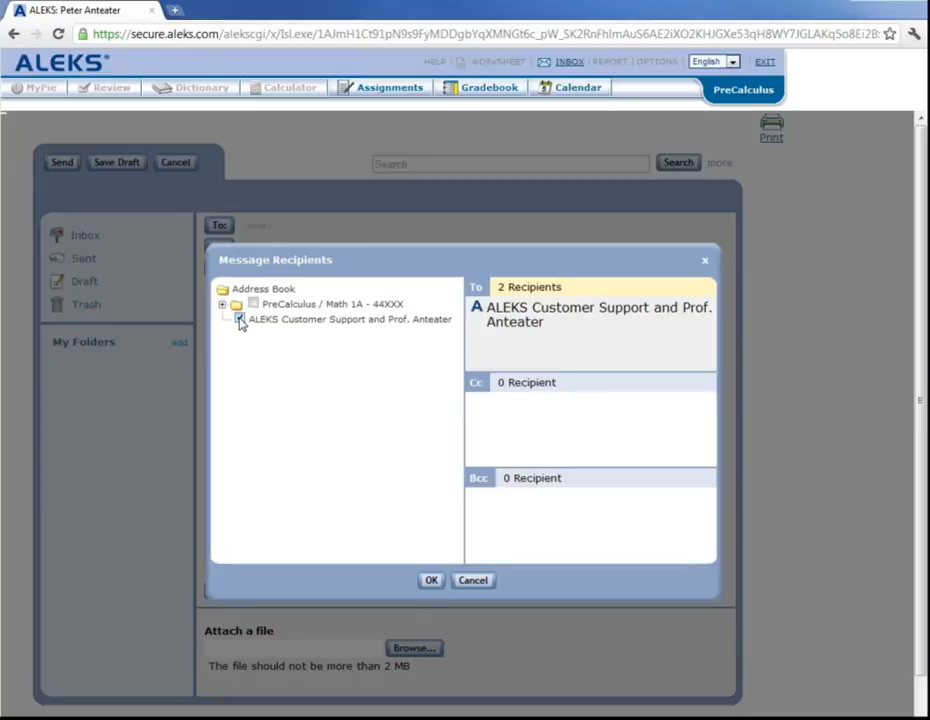 ALEKS: Peter Anteater
https://secure.aleks.com/alekscgi/x/Isl.exe/1AJmH1Ct91pN9s9FyMDDgbYqXMNGt6c_pW_SK2RnFhlmAuS6AE2iXO2KHJGXe53qH8WY7JGLAKq5o8Ei2B:
ALEKS®
HELP
WORKSHEET
INBOX
REPORT
OPTIONS
English
EXIT
MyPie
Review
Dictionary
Calculator
Assignments
Gradebook
Calendar
PreCalculus
Print
Send
Save Draft
Cancel
Search
Search
more
Inbox
Sent
Draft
Trash
My Folders
add
To:
Message Recipients
x
Address Book
PreCalculus / Math 1A - 44XXX
ALEKS Customer Support and Prof. Anteater
To
2 Recipients
A ALEKS Customer Support and Prof.
Anteater
Cc
0 Recipient
Bcc
0 Recipient
OK
Cancel
Attach a file
Browse...
The file should not be more than 2 MB